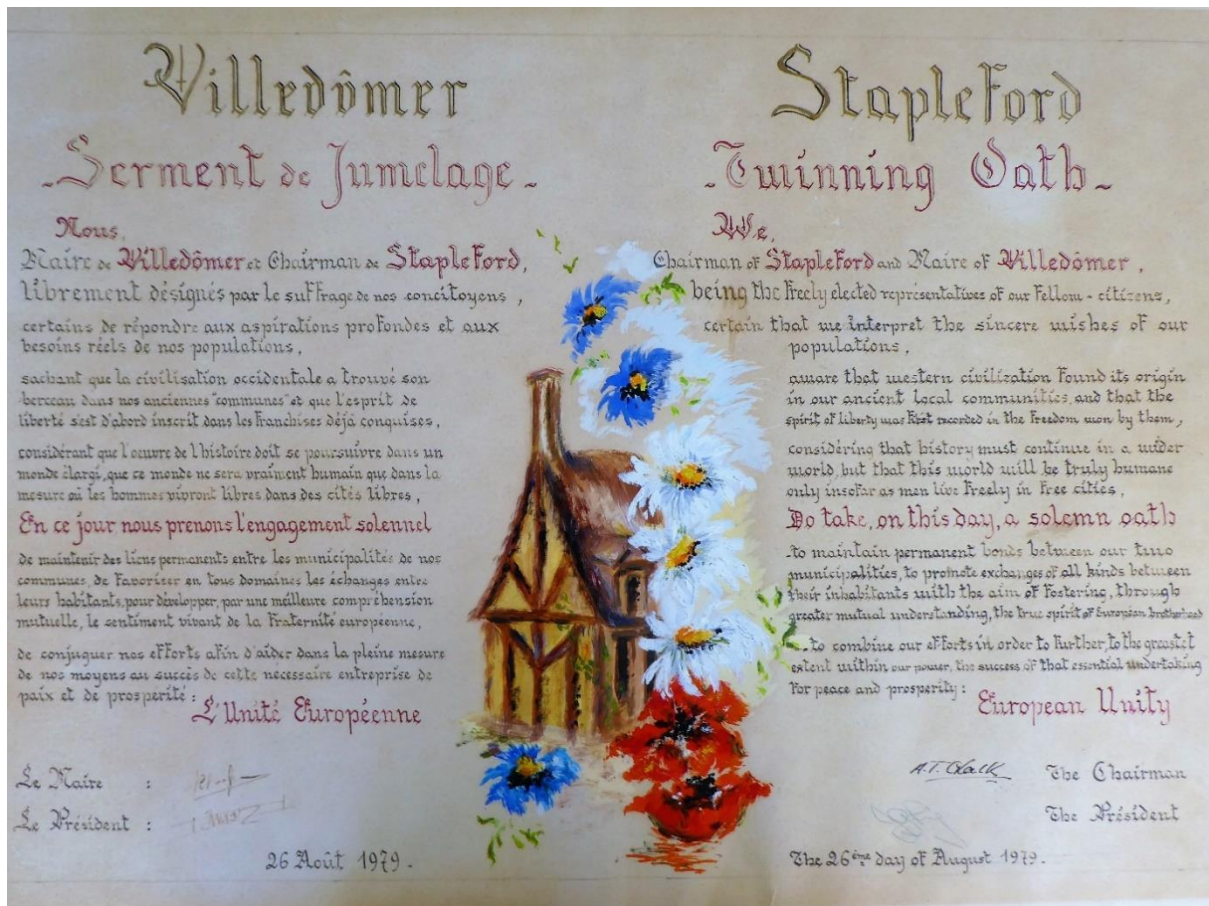 Villedômer
Serment de Jumelage -
Nous,
Maire de Villedômer et Chairman de Stapleford,
librement désignés par le suffrage de nos concitoyens,
certains de répondre aux aspirations profondes et aux
besoins réels de nos populations,
sachant que la civilisation occidentale a trouvé son
berceau dans nos anciennes "communes" et que l'esprit de
liberté s'est d'abord inscrit dans les franchises déjà conquises,
considérant que l'oeuvre de l'histoire doit se poursuivre dans un
monde élargi, que ce monde ne sera vraiment humain que dans la
mesure où les hommes vivront libres dans des cités libres,
En ce jour nous prenons l'engagement solennel
de maintenir des liens permanents entre les municipalités de nos
communes, de favoriser en tous domaines les échanges entre
leurs habitants, pour développer, par une meilleure compréhension
mutuelle, le sentiment vivant de la fraternité européenne,
de conjuguer nos efforts afin d'aider dans la pleine mesure
de nos moyens au succès de cette nécessaire entreprise de
paix et de prospérité :
L'Unité Européenne
Le Maire :
Le Président :
26 Août 1979.
Stapleford
- Twinning Oath -
We,
Chairman of Stapleford and Maire of Villedômer,
being the freely elected représentatives of our fellow-citizens,
certain that we interpret the sincere wishes of our
populations,
aware that western civilization found its origin
in our ancient local communities, and that the
spirit of liberty was first recorded in the freedom won by them,
considering that history must continue in a wider
world, but that this world will be truly humane
only insofar as men live freely in free cities,
Do take, on this day, a solemn oath
to maintain permanent bonds between our two
municipalities, to promote exchanges of all kinds between
their inhabitants with the aim of fostering, through
greater mutual understanding, the true spirit of European brotherhood
to combine our efforts in order to further, to the greatest
extent within our power, the success of that essential undertaking
for peace and prosperity :
European Unity
A.T. Chalk The Chairman
The Président
The 26ème day of August 1979.